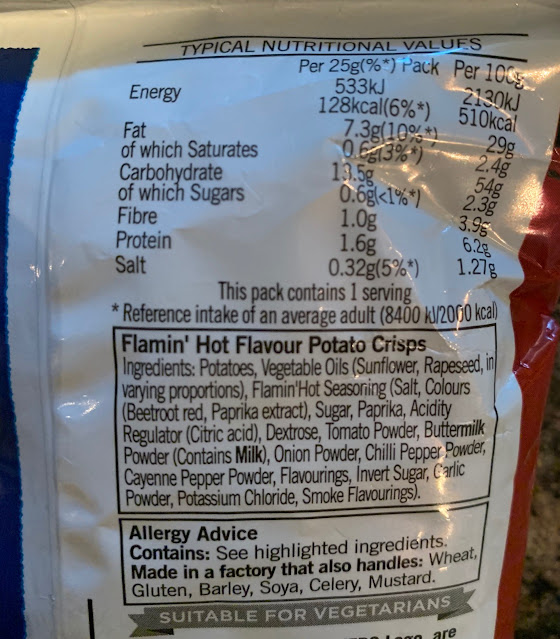 TYPICAL NUTRITIONAL VALUES
Per 25g(%*) Pack Per 100g
Energy 533kJ 2130kJ
128kcal(6%*) 510kcal
Fat 7.3g(10%*) 29g
of which Saturates 0.6g(3%*) 2.4g
Carbohydrate 13.5g 54g
of which Sugars 0.6g(<1%*) 2.3g
Fibre 1.0g 3.9g
Protein 1.6g 6.2g
Salt 0.32g(5%*) 1.27g
This pack contains 1 serving
* Reference intake of an average adult (8400 kJ/2000 kcal)
Flamin' Hot Flavour Potato Crisps
Ingredients: Potatoes, Vegetable Oils (Sunflower, Rapeseed, in
varying proportions), Flamin'Hot Seasoning (Salt, Colours
(Beetroot red, Paprika extract), Sugar, Paprika, Acidity
Regulator (Citric acid), Dextrose, Tomato Powder, Buttermilk
Powder (Contains Milk), Onion Powder, Chilli Pepper Powder,
Cayenne Pepper Powder, Flavourings, Invert Sugar, Garlic
Powder, Potassium Chloride, Smoke Flavourings).
Allergy Advice
Contains: See highlighted ingredients.
Made in a factory that also handles: Wheat,
Gluten, Barley, Soya, Celery, Mustard.
SUITABLE FOR VEGETARIANS
Logo are